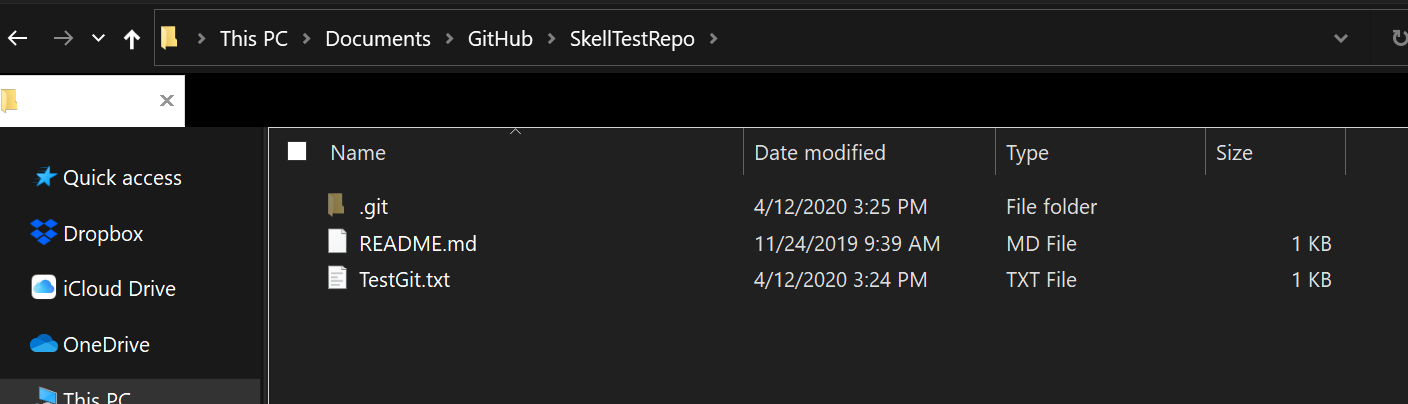 This PC Documents GitHub SkellTestRepo
Name Date modified Type Size
Quick access
.git 4/12/2020 3:25 PM File folder
Dropbox
README.md 11/24/2019 9:39 AM MD File 1 KB
TestGit.txt 4/12/2020 3:24 PM TXT File 1 KB
iCloud Drive
OneDrive
This PC